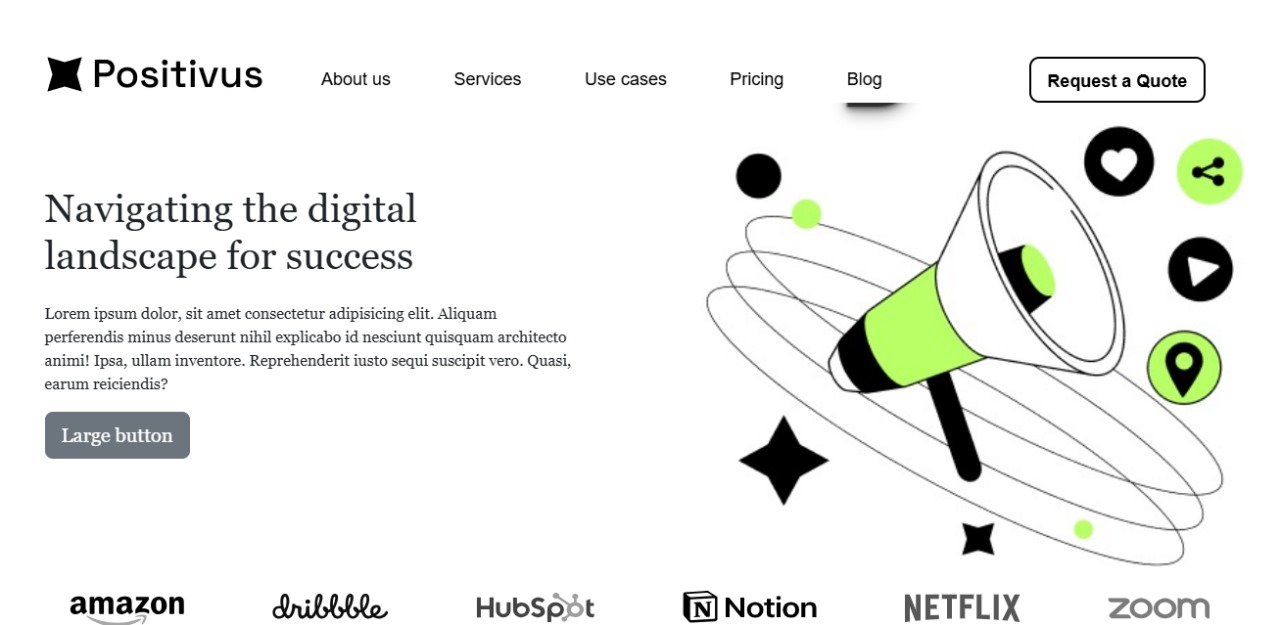 Positivus About us Services Use cases Pricing Blog Request a Quote
Navigating the digital
landscape for success
Lorem ipsum dolor, sit amet consectetur adipisicing elit. Aliquam
perferendis minus deserunt nihil explicabo id nesciunt quisquam architecto
animi! Ipsa, ullam inventore. Reprehenderit iusto sequi suscipit vero. Quasi,
earum reiciendis?
Large button
amazon dribbble HubSpot N Notion NETFLIX zoom